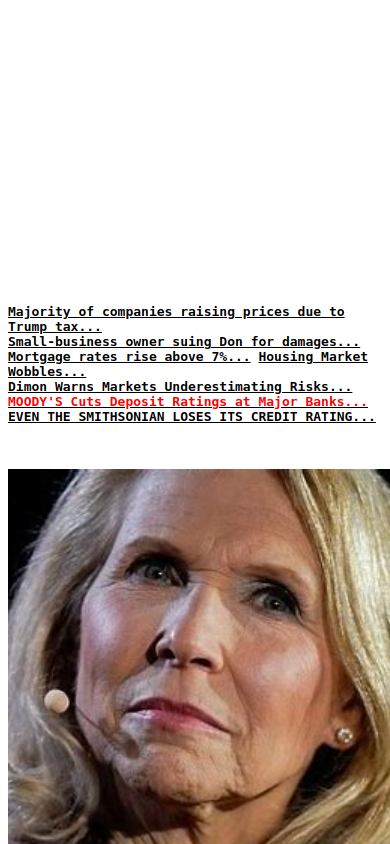 Majority of companies raising prices due to
Trump tax...
Small-business owner suing Don for damages...
Mortgage rates rise above 7%... Housing Market
Wobbles...
Dimon Warns Markets Underestimating Risks...
MOODY'S Cuts Deposit Ratings at Major Banks...
EVEN THE SMITHSONIAN LOSES ITS CREDIT RATING...